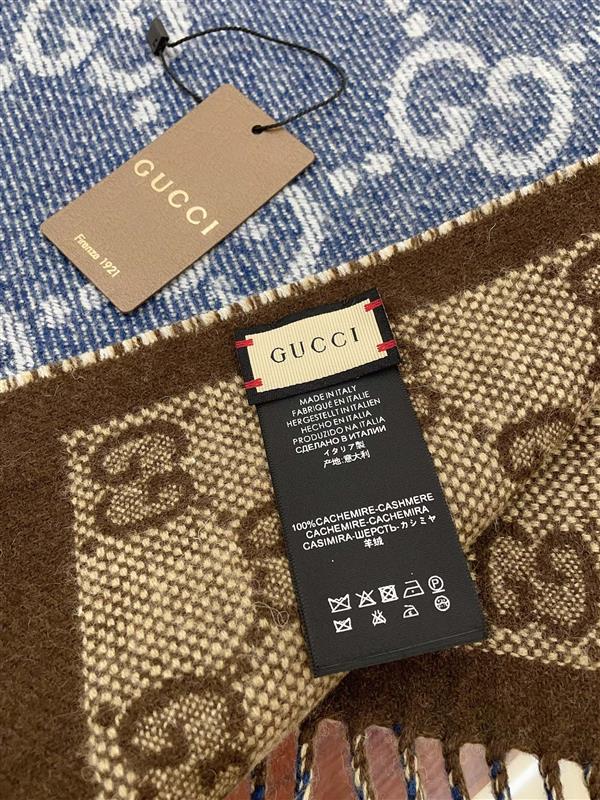 GUCCI
Firenze 1921
GUCCI
MADE IN ITALY
FABRIQUÉ EN ITALIE
HERGESTELLT IN ITALIEN
HECHO EN ITALIA
PRODUZIDO NA ITALIA
СДЕЛАНО В ИТАЛИИ
イタリア製
产地:意大利
100%CACHEMIRE-CASHMERE
CACHEMIRE-CACHEMIRA
CASIMIRA-ШЕРСТЬ-カシミヤ
羊绒